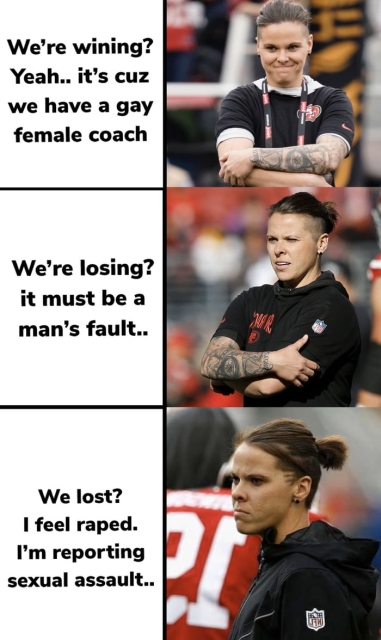 We're wining?
Yeah.. it's cuz
we have a gay
female coach
We're losing?
it must be a
man's fault..
We lost?
I feel raped.
I'm reporting
sexual assault..
NFL